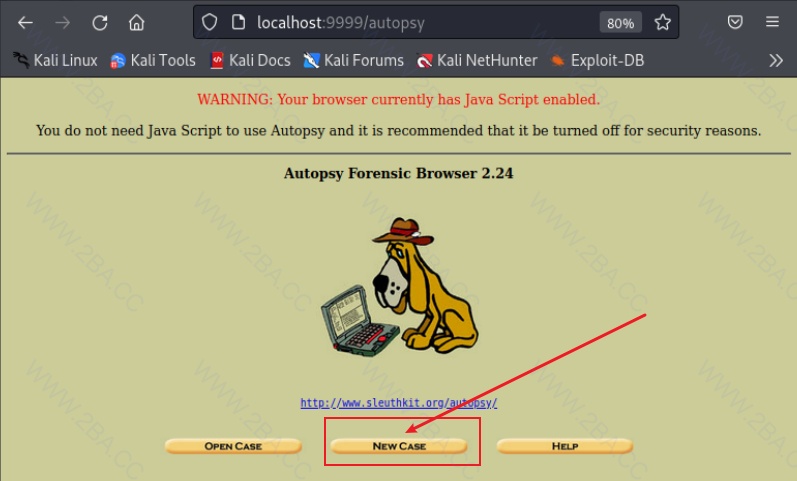 localhost:9999/autopsy
80%
Kali Linux
Kali Tools
Kali Docs
Kali Forums
Kali NetHunter
Exploit-DB
WARNING: Your browser currently has Java Script enabled.
You do not need Java Script to use Autopsy and it is recommended that it be turned off for security reasons.
Autopsy Forensic Browser 2.24
http://www.sleuthkit.org/autopsy/
OPEN CASE
NEW CASE
HELP
WWW.2BA.CC